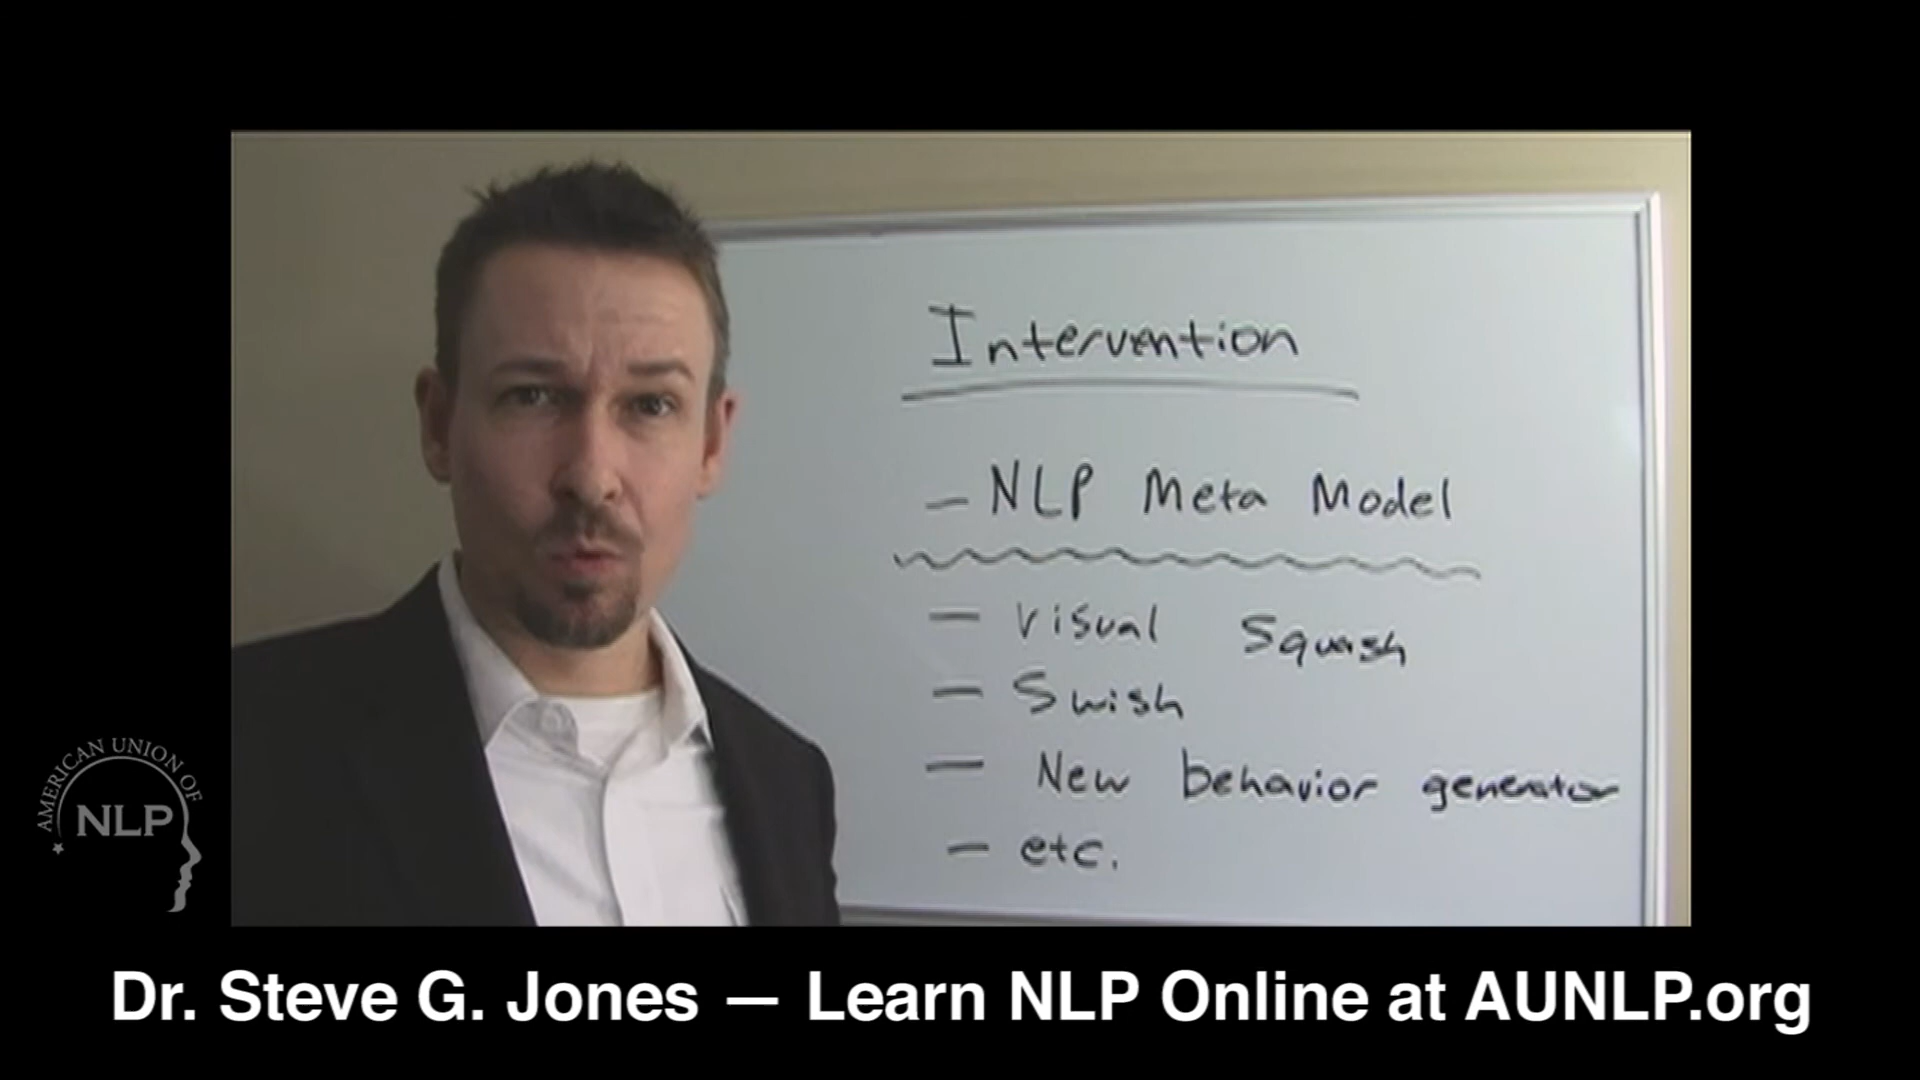 Intervention
- NLP Meta Model
- Visual Squash
- Swish
- New behavior generator
- etc.
AMERICAN UNION OF
NLP
Dr. Steve G. Jones — Learn NLP Online at AUNLP.org